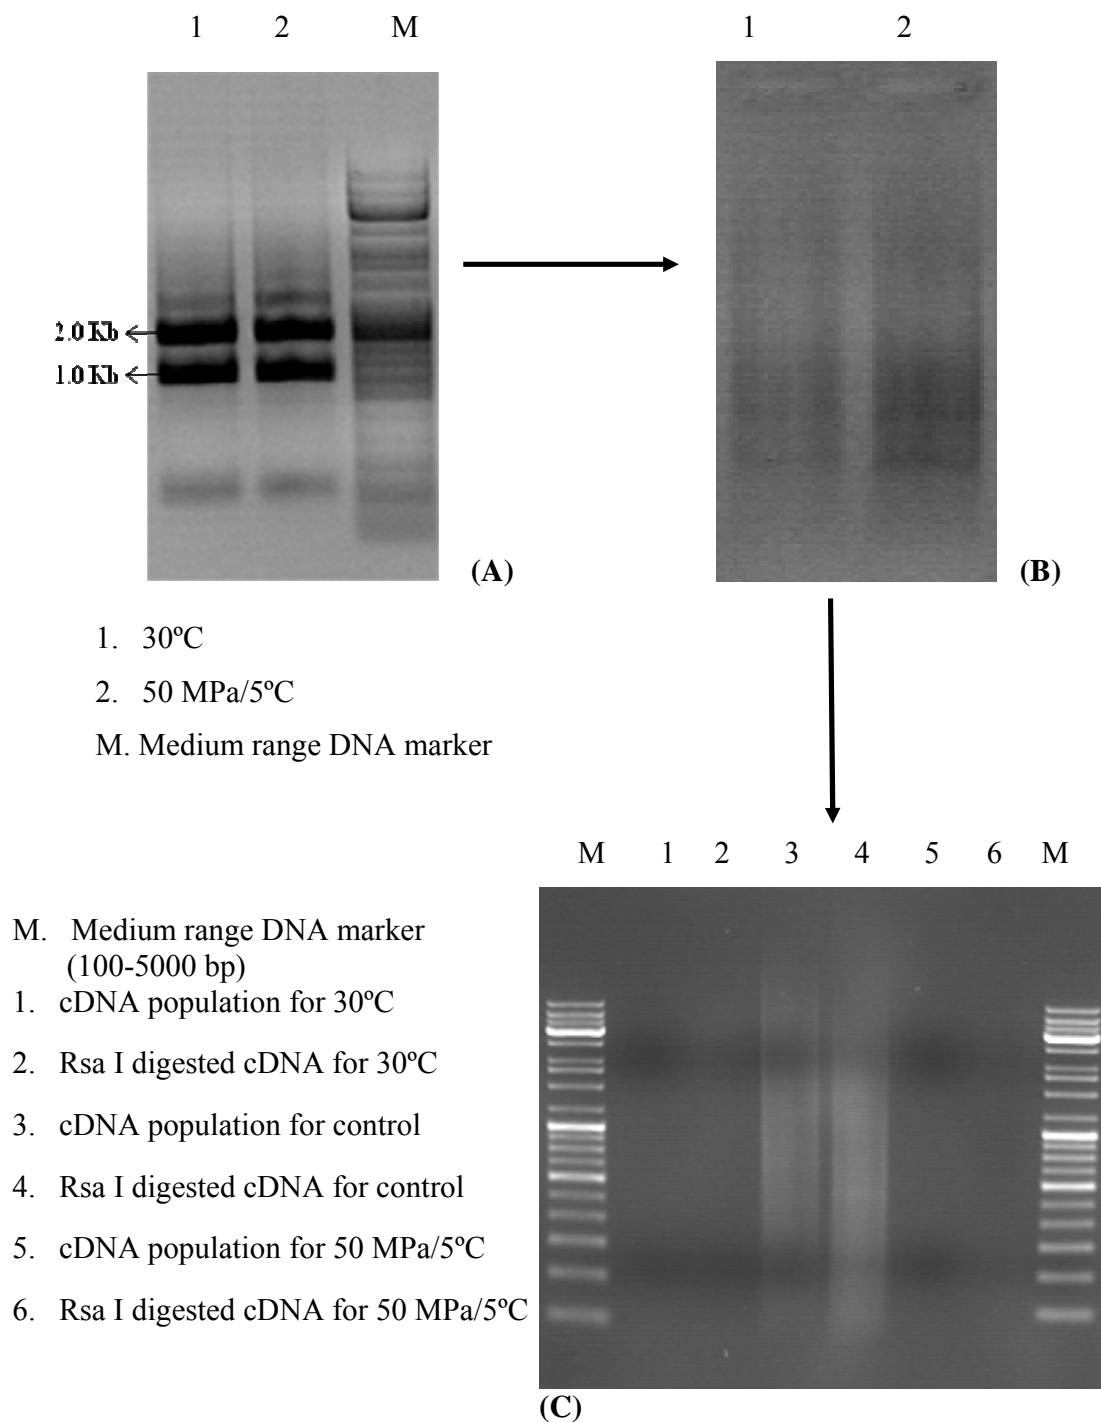 1 2 M
1 2
2.0 Kb
1.0 Kb
(A)
(B)
1. 30ºC
2. 50 MPa/5ºC
M. Medium range DNA marker
M 1 2 3 4 5 6 M
M. Medium range DNA marker
(100-5000 bp)
1. cDNA population for 30ºC
2. Rsa I digested cDNA for 30ºC
3. cDNA population for control
4. Rsa I digested cDNA for control
5. cDNA population for 50 MPa/5ºC
6. Rsa I digested cDNA for 50 MPa/5ºC
(C)